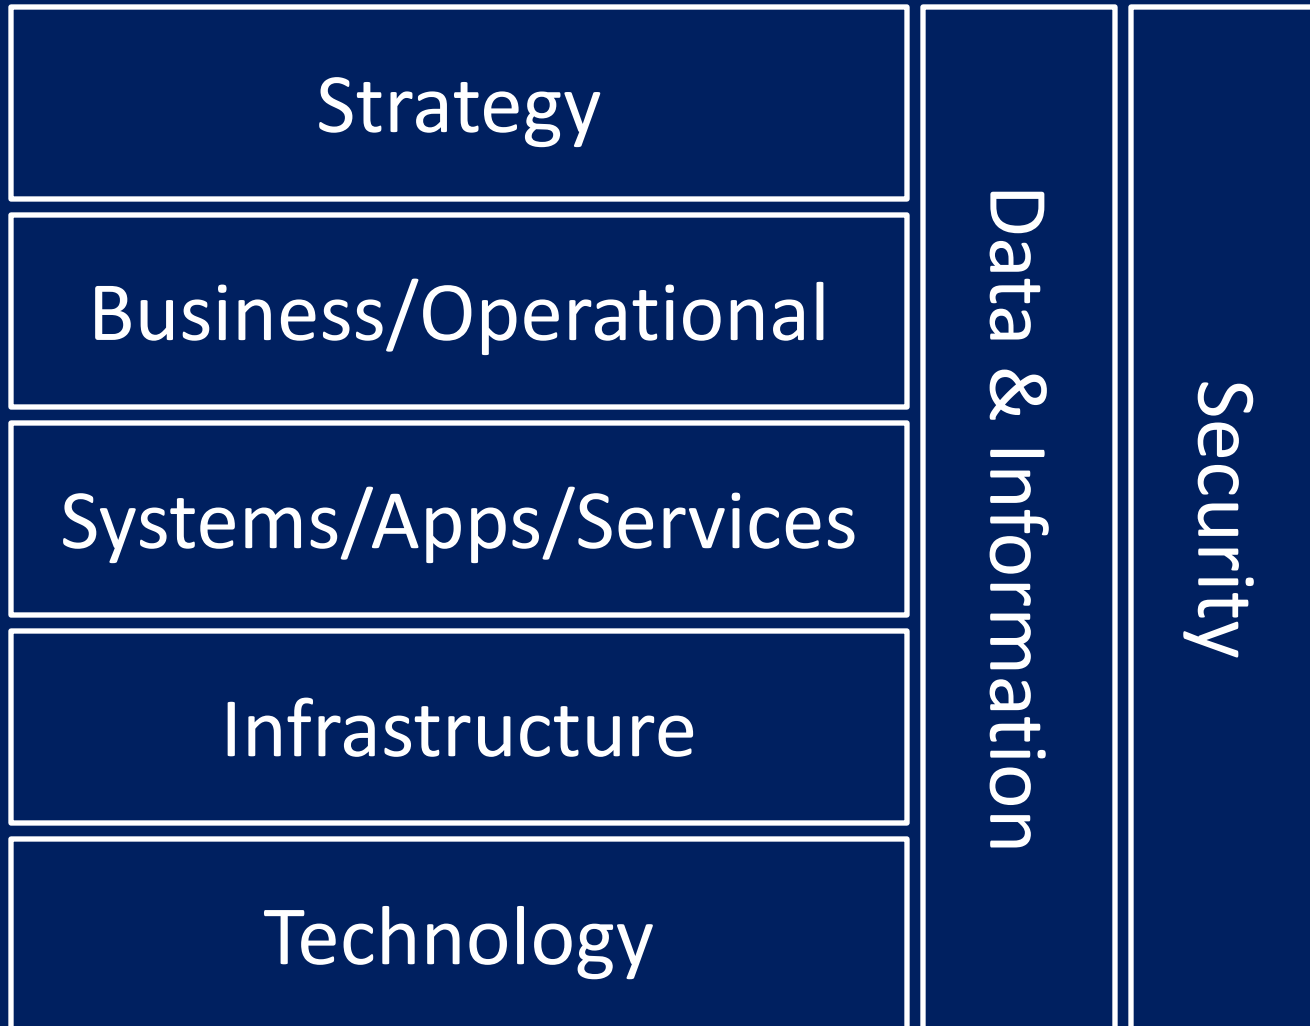 Strategy
Business/Operational
Systems/Apps/Services
Infrastructure
Technology
Data & Information
Security